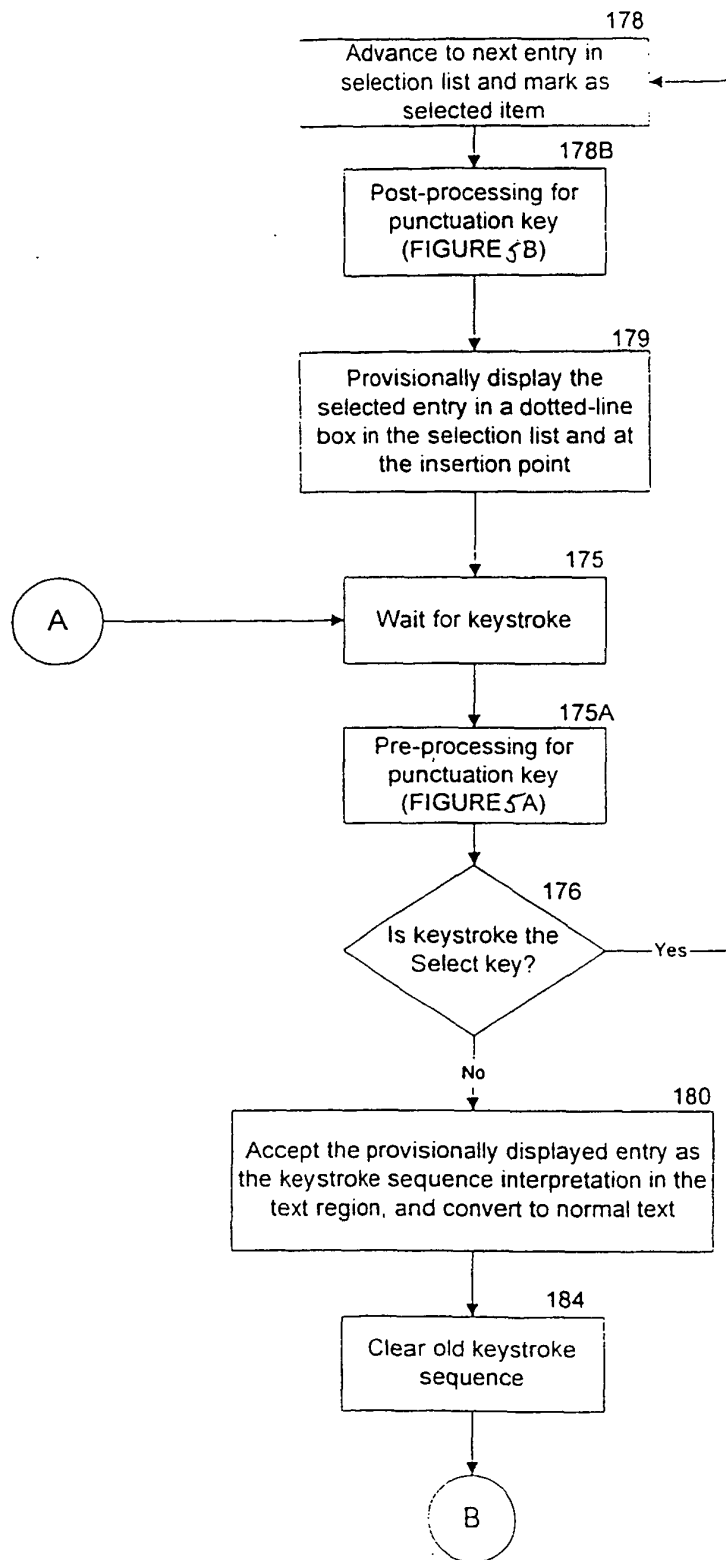 178
Advance to next entry in
selection list and mark as
selected item
178B
Post-processing for
punctuation key
(FIGURE 5B)
179
Provisionally display the
selected entry in a dotted-line
box in the selection list and at
the insertion point
175
A
Wait for keystroke
175A
Pre-processing for
punctuation key
(FIGURE 5A)
176
Is keystroke the
Select key?
Yes
No
180
Accept the provisionally displayed entry as
the keystroke sequence interpretation in the
text region, and convert to normal text
184
Clear old keystroke
sequence
B